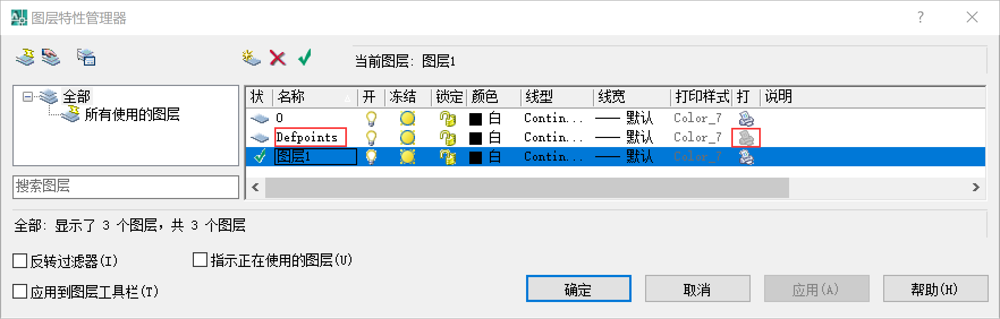 图层特性管理器
当前图层: 图层1
状 名称 开 冻结 锁定 颜色 线型 线宽 打印样式 打 说明
全部
所有使用的图层
0 白 Contin... 默认 Color_7
Defpoints 白 Contin... 默认 Color_7
图层1 白 Contin... 默认 Color_7
搜索图层
全部: 显示了 3 个图层, 共 3 个图层
反转过滤器(I) 指示正在使用的图层(U)
应用到图层工具栏(T)
确定 取消 应用(A) 帮助(H)